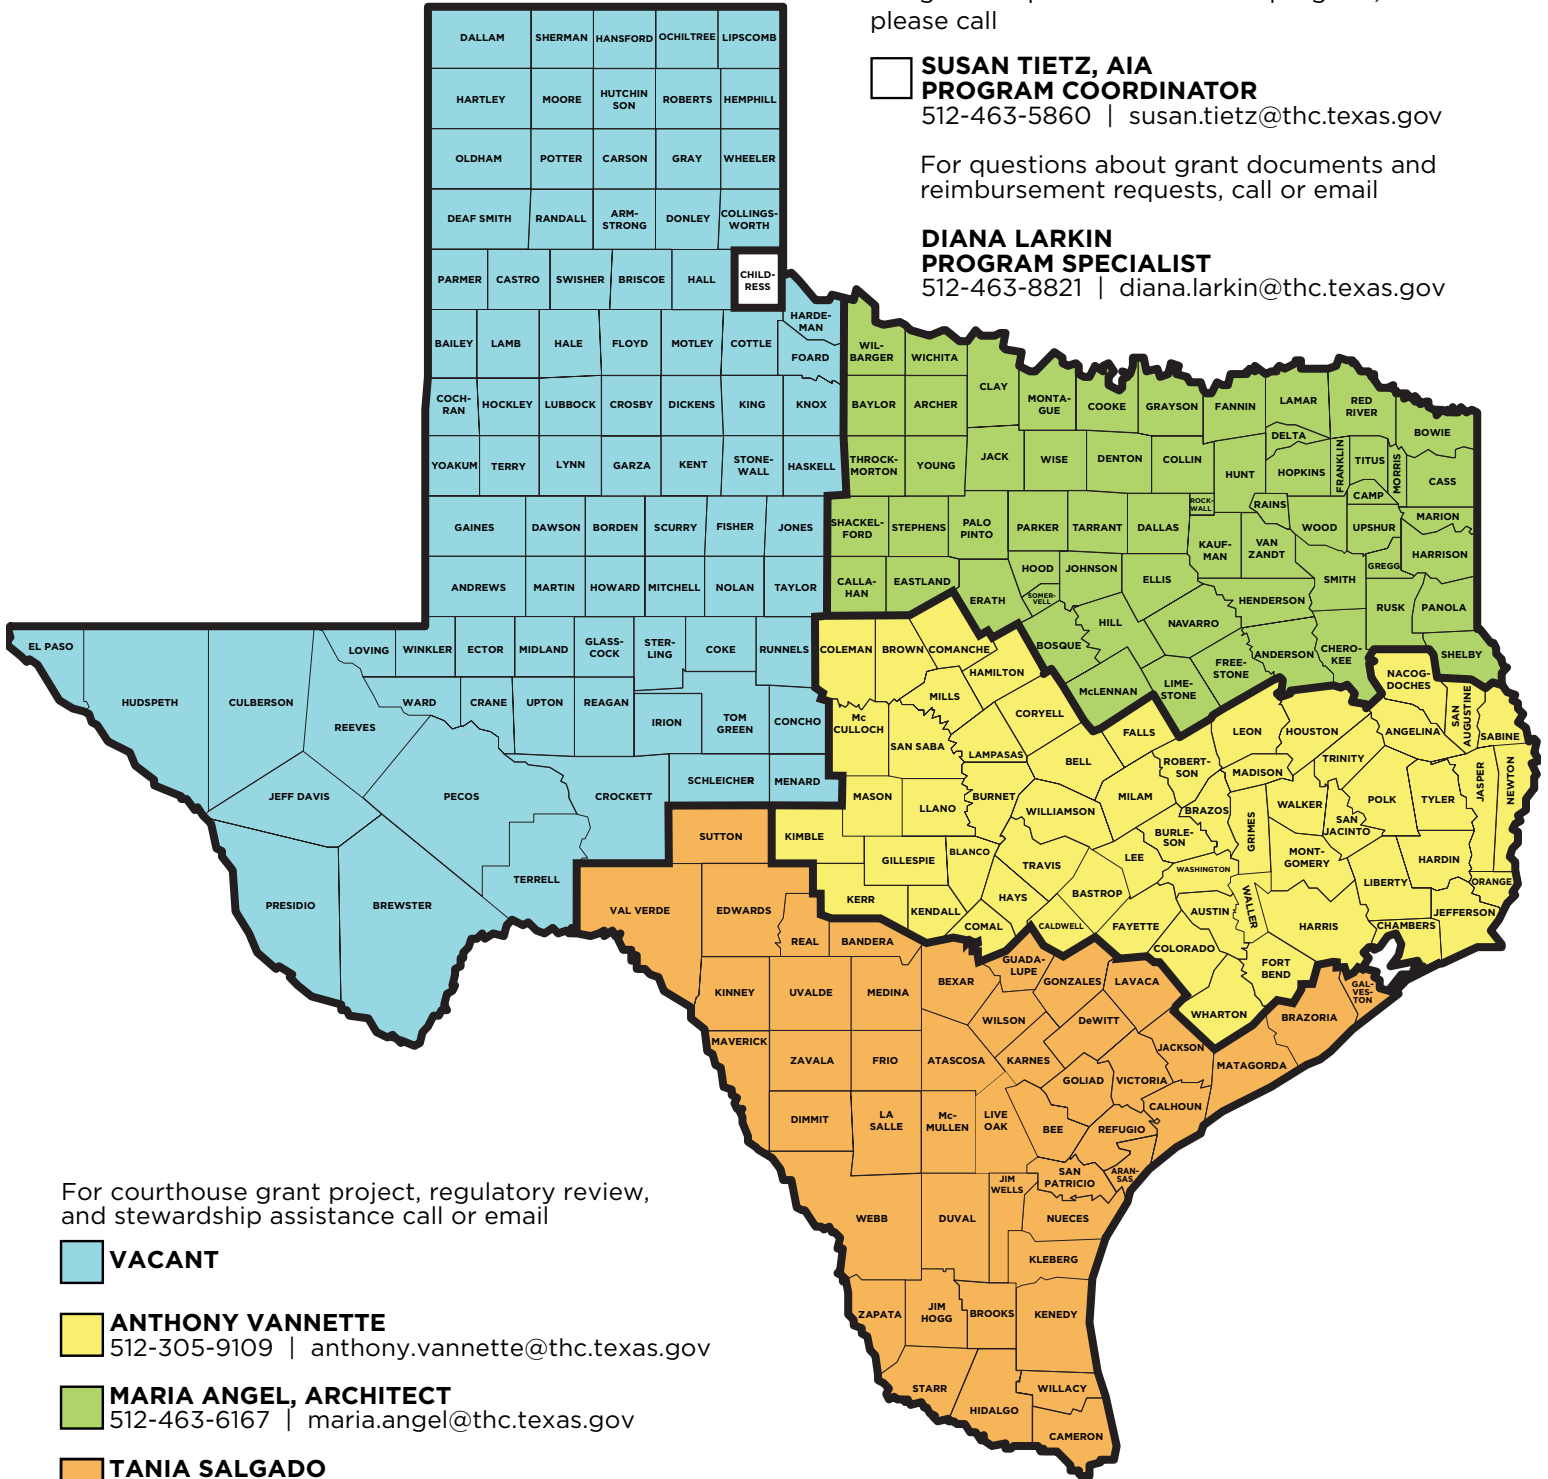 please call
SUSAN TIETZ, AIA
PROGRAM COORDINATOR
512-463-5860 | susan.tietz@thc.texas.gov
For questions about grant documents and
reimbursement requests, call or email
DIANA LARKIN
PROGRAM SPECIALIST
512-463-8821 | diana.larkin@thc.texas.gov
DALLAM SHERMAN HANSFORD OCHILTREE LIPSCOMB
HARTLEY MOORE HUTCHIN
SON ROBERTS HEMPHILL
OLDHAM POTTER CARSON GRAY WHEELER
DEAF SMITH RANDALL ARM-
STRONG DONLEY COLLINGS-
WORTH
PARMER CASTRO SWISHER BRISCOE HALL CHILD-
RESS
HARDE-
MAN
BAILEY LAMB HALE FLOYD MOTLEY COTTLE FOARD WIL-
BARGER WICHITA CLAY
COCH-
RAN HOCKLEY LUBBOCK CROSBY DICKENS KING KNOX BAYLOR ARCHER MONTA-
GUE COOKE GRAYSON FANNIN LAMAR RED
RIVER BOWIE
YOAKUM TERRY LYNN GARZA KENT STONE-
WALL HASKELL THROCK-
MORTON YOUNG JACK WISE DENTON COLLIN HUNT DELTA HOPKINS FRANKLIN TITUS MORRIS CASS
CAMP
GAINES DAWSON BORDEN SCURRY FISHER JONES SHACKEL-
FORD STEPHENS PALO
PINTO PARKER TARRANT DALLAS ROCK-
WALL RAINS WOOD UPSHUR MARION
KAUF-
MAN VAN
ZANDT HARRISON
ANDREWS MARTIN HOWARD MITCHELL NOLAN TAYLOR CALLA-
HAN EASTLAND ERATH HOOD SOMER-
VELL JOHNSON ELLIS HENDERSON SMITH GREGG RUSK PANOLA
EL PASO HUDSPETH CULBERSON LOVING WINKLER ECTOR MIDLAND GLASS-
COCK STER-
LING COKE RUNNELS COLEMAN BROWN COMANCHE BOSQUE HILL NAVARRO ANDERSON CHERO-
KEE SHELBY
HAMILTON McLENNAN LIME-
STONE FREE-
STONE NACOG-
DOCHES
REEVES WARD CRANE UPTON REAGAN IRION TOM
GREEN CONCHO Mc
CULLOCH MILLS CORYELL FALLS LEON HOUSTON ANGELINA SAN
AUGUSTINE SABINE
SAN SABA LAMPASAS BELL ROBERT-
SON MADISON TRINITY
JEFF DAVIS PECOS CROCKETT SCHLEICHER MENARD MASON LLANO BURNET WILLIAMSON MILAM BRAZOS GRIMES WALKER SAN
JACINTO POLK TYLER JASPER NEWTON
SUTTON KIMBLE GILLESPIE BLANCO TRAVIS LEE BURLE-
SON WASHINGTON MONT-
GOMERY LIBERTY HARDIN ORANGE
PRESIDIO BREWSTER TERRELL VAL VERDE EDWARDS REAL KERR BANDERA KENDALL COMAL HAYS CALDWELL BASTROP FAYETTE AUSTIN WALLER HARRIS CHAMBERS JEFFERSON
COLORADO FORT
BEND
KINNEY UVALDE MEDINA BEXAR GUADA-
LUPE GONZALES LAVACA WHARTON BRAZORIA GAL-
VES-
TON
WILSON DeWITT
MAVERICK ZAVALA FRIO ATASCOSA KARNES JACKSON MATAGORDA
GOLIAD VICTORIA CALHOUN
DIMMIT LA
SALLE Mc-
MULLEN LIVE
OAK BEE REFUGIO
JIM
WELLS SAN
PATRICIO ARAN-
SAS
WEBB DUVAL NUECES
KLEBERG
ZAPATA JIM
HOGG BROOKS KENEDY
STARR HIDALGO WILLACY
CAMERON
For courthouse grant project, regulatory review,
and stewardship assistance call or email
VACANT
ANTHONY VANNETTE
512-305-9109 | anthony.vannette@thc.texas.gov
MARIA ANGEL, ARCHITECT
512-463-6167 | maria.angel@thc.texas.gov
TANIA SALGADO